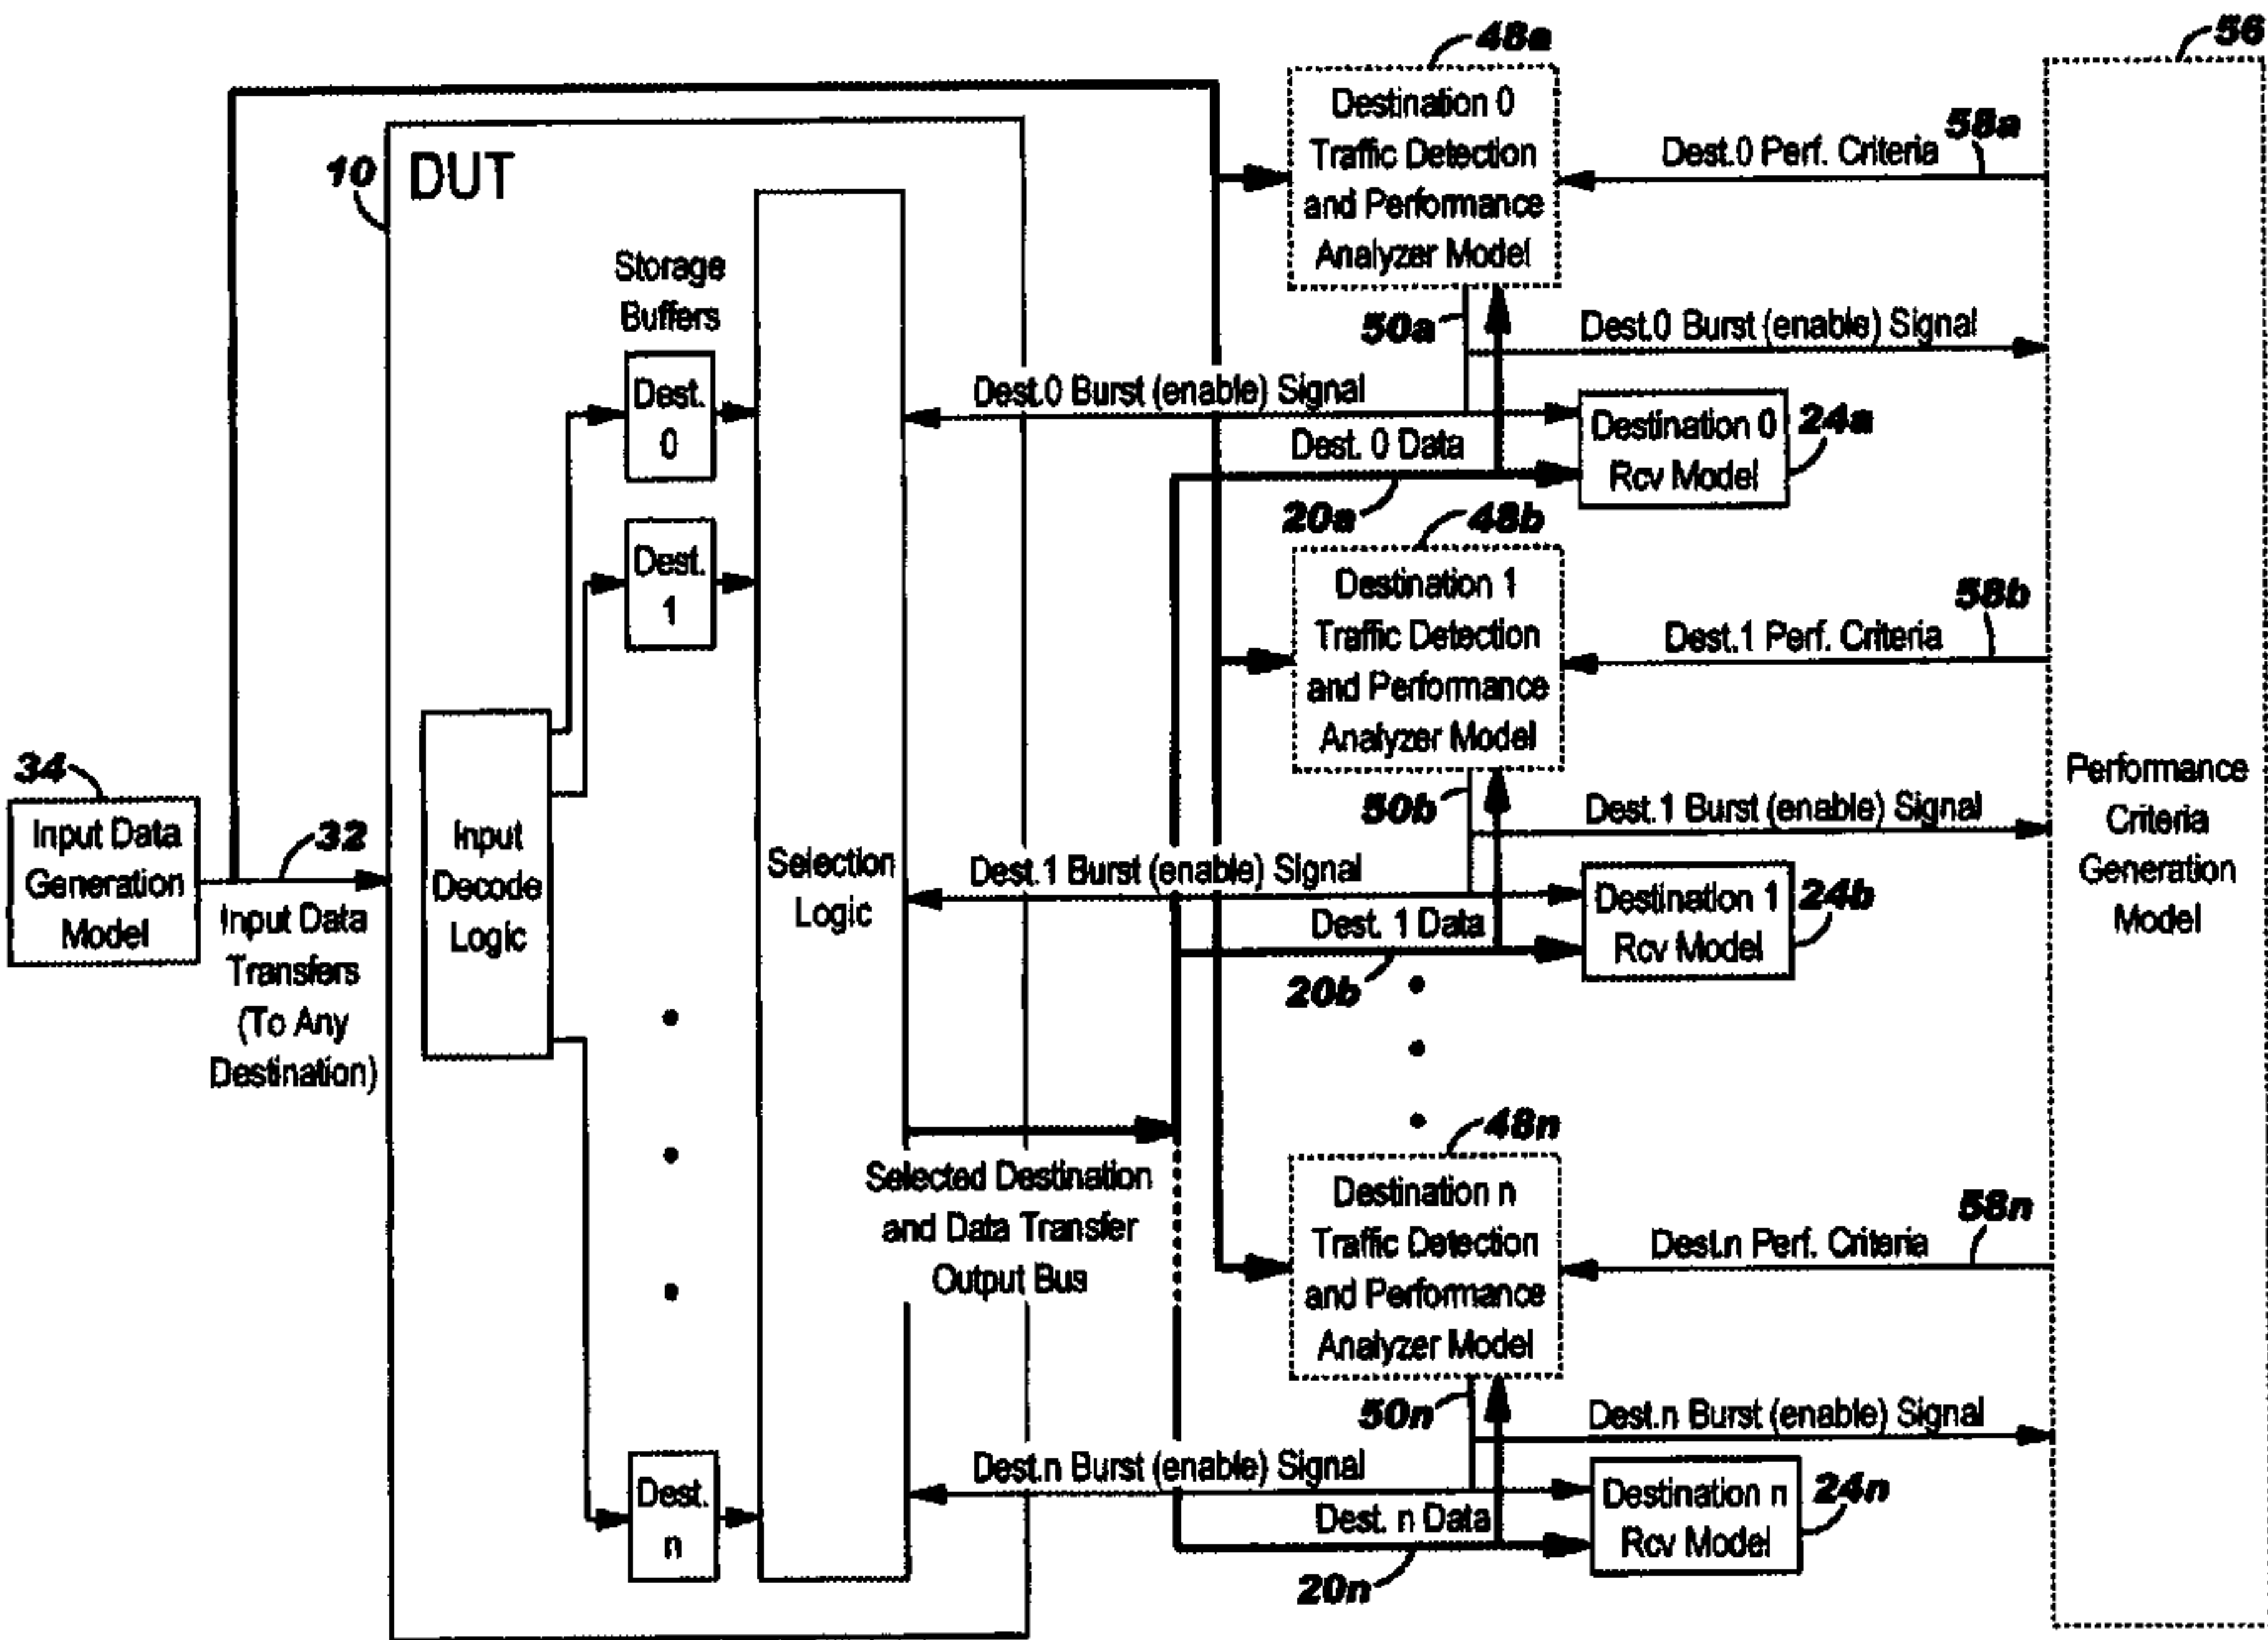 48a
56
Destination 0
Traffic Detection
and Performance
Analyzer Model
58a
Dest.0 Perf. Criteria
10
DUT
Storage
Buffers
50a
Dest.0 Burst (enable) Signal
Dest.
0
Dest.0 Burst (enable) Signal
Dest. 0 Data
Destination 0
Rcv Model
24a
20a
48b
Dest.
1
Destination 1
Traffic Detection
and Performance
Analyzer Model
58b
Dest.1 Perf. Criteria
34
Input Data
Generation
Model
32
Input Data
Transfers
(To Any
Destination)
Input
Decode
Logic
Selection
Logic
50b
Dest.1 Burst (enable) Signal
Dest.1 Burst (enable) Signal
Dest. 1 Data
Destination 1
Rcv Model
24b
20b
Performance
Criteria
Generation
Model
48n
Selected Destination
and Data Transfer
Output Bus
Destination n
Traffic Detection
and Performance
Analyzer Model
58n
Dest.n Perf. Criteria
50n
Dest.n Burst (enable) Signal
Dest.
n
Dest.n Burst (enable) Signal
Dest. n Data
Destination n
Rcv Model
24n
20n